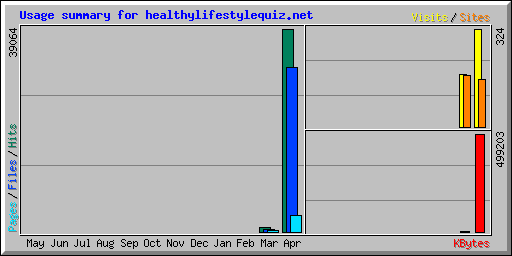 Usage summary for healthylifestylequiz.net
Visits / Sites
39064
324
Pages / Files / Hits
499203
May Jun Jul Aug Sep Oct Nov Dec Jan Feb Mar Apr
KBytes